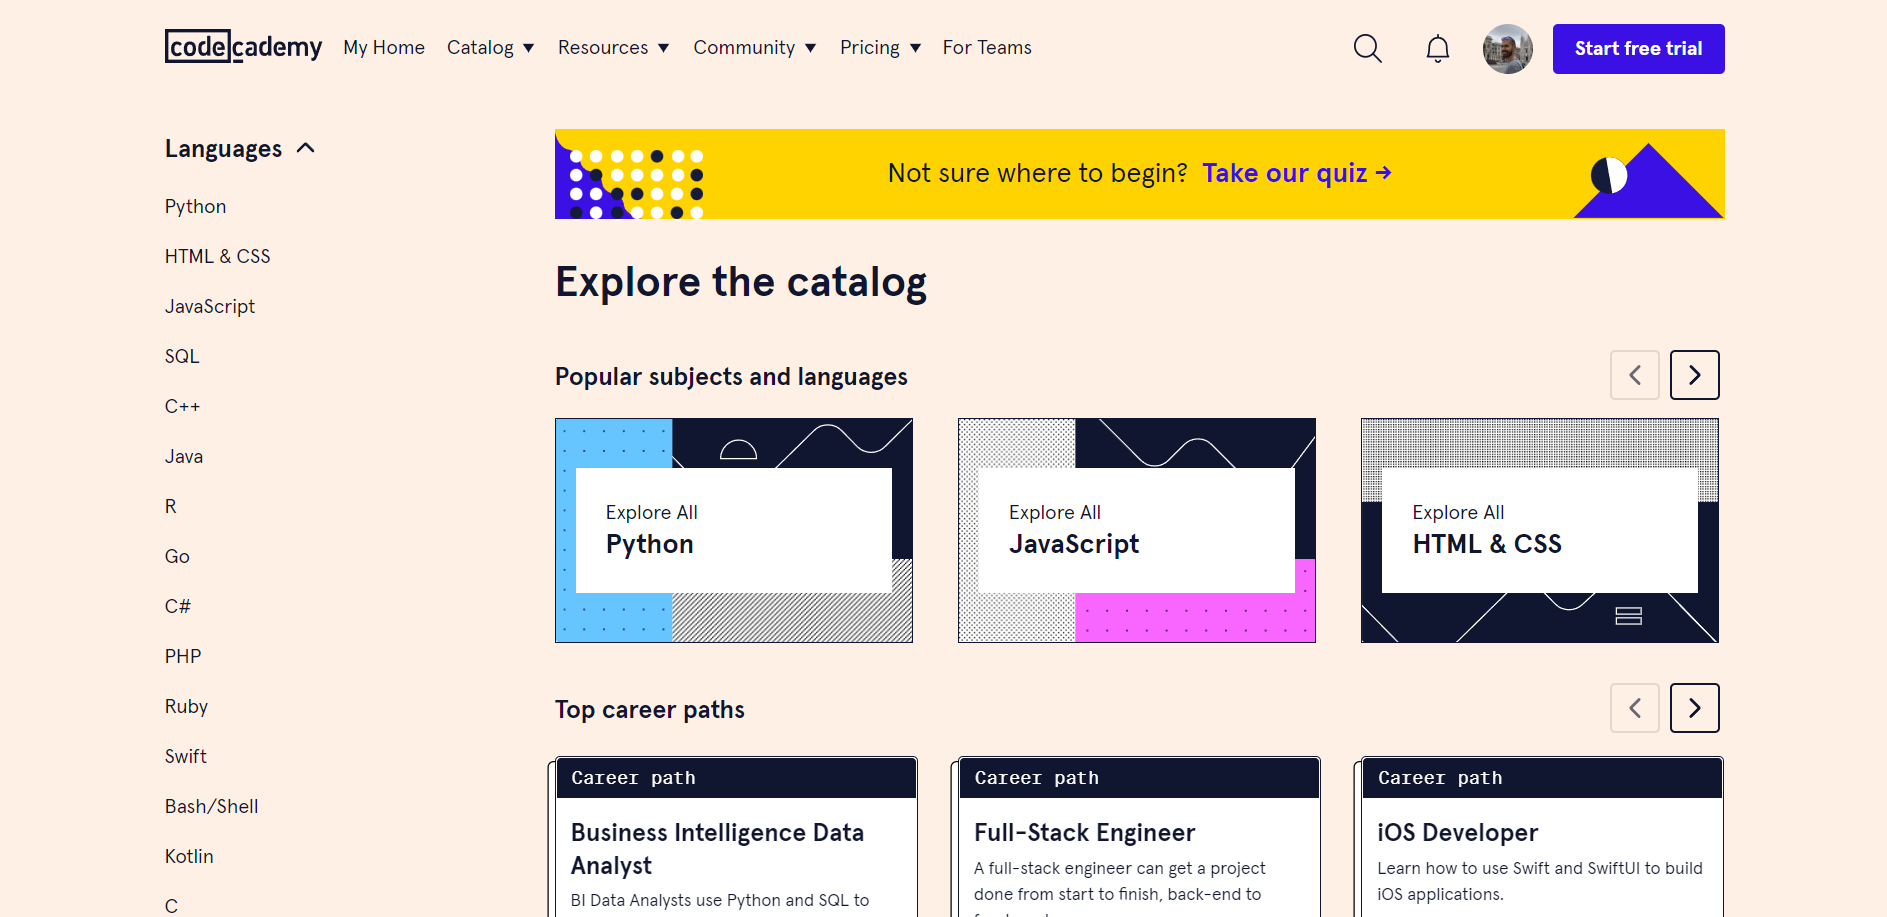 codecademy My Home Catalog Resources Community Pricing For Teams Start free trial
Languages
Python
HTML & CSS
JavaScript
SQL
C++
Java
R
Go
C#
PHP
Ruby
Swift
Bash/Shell
Kotlin
C
Not sure where to begin? Take our quiz →
Explore the catalog
Popular subjects and languages
Explore All
Python
Explore All
JavaScript
Explore All
HTML & CSS
Top career paths
Career path
Business Intelligence Data
Analyst
BI Data Analysts use Python and SQL to
Career path
Full-Stack Engineer
A full-stack engineer can get a project
done from start to finish, back-end to
Career path
iOS Developer
Learn how to use Swift and SwiftUI to build
iOS applications.